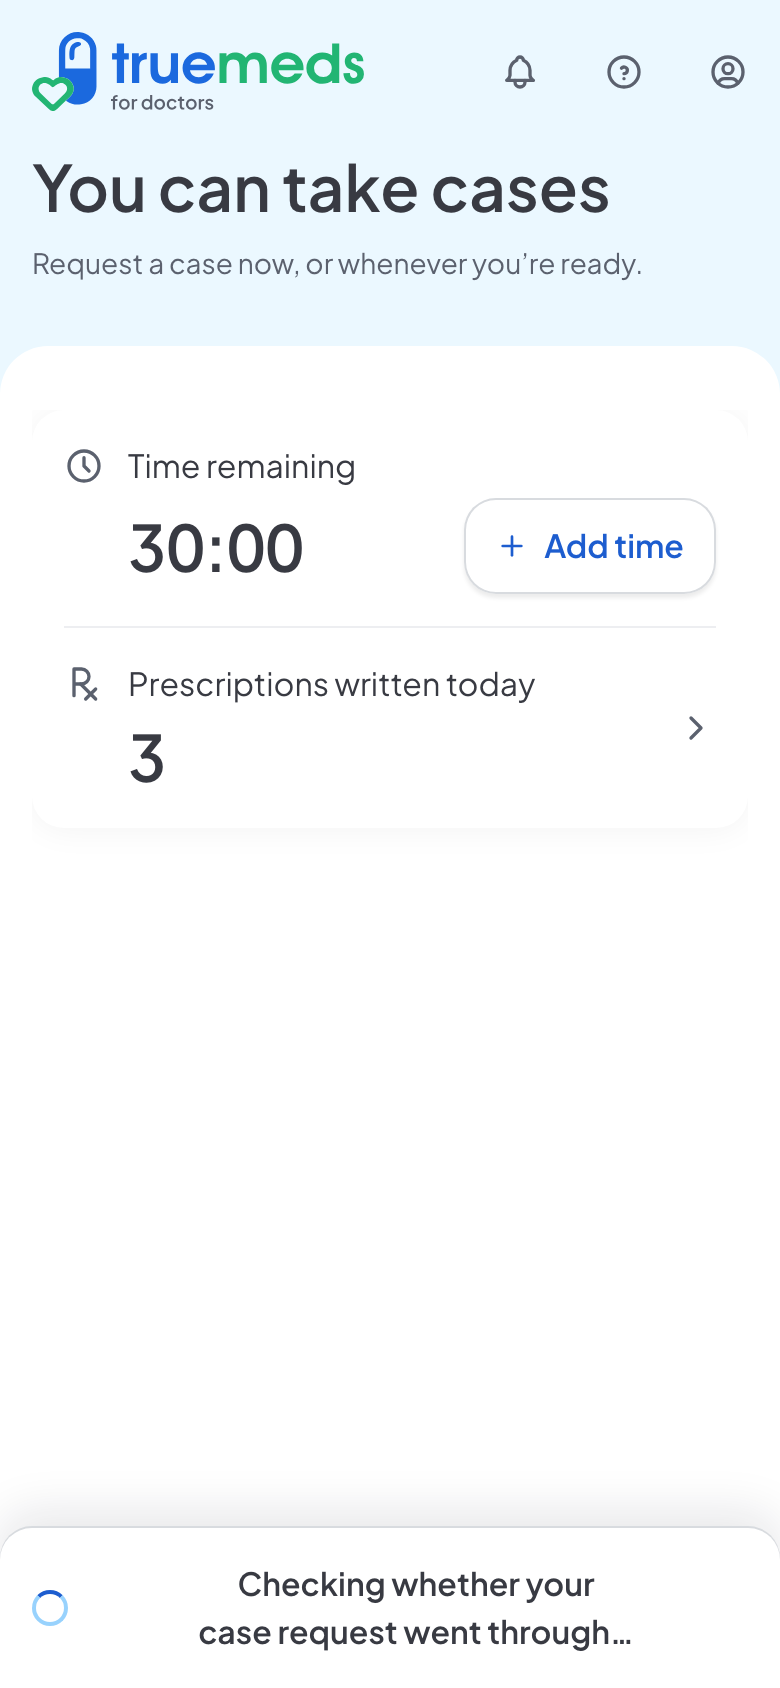 truemeds
for doctors
You can take cases
Request a case now, or whenever you’re ready.
Time remaining
30:00
+ Add time
Rx
Prescriptions written today
3
Checking whether your
case request went through…